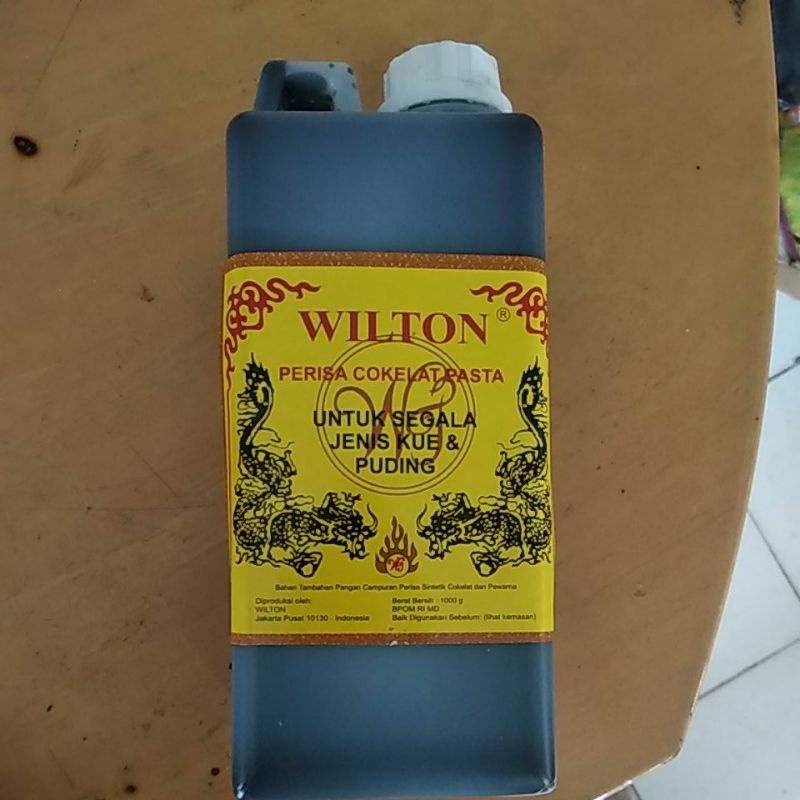 WILTON ®
PERISA COKELAT PASTA
UNTUK SEGALA
JENIS KUE &
PUDING
Bahan Tambahan Pangan Campuran Perisa Sintetik Cokelat dan Pewarna
Diproduksi oleh:
WILTON
Jakarta Pusat 10130 - Indonesia
Berat Bersih : 1000 g
BPOM RI MD
Baik Digunakan Sebelum: (lihat kemasan)